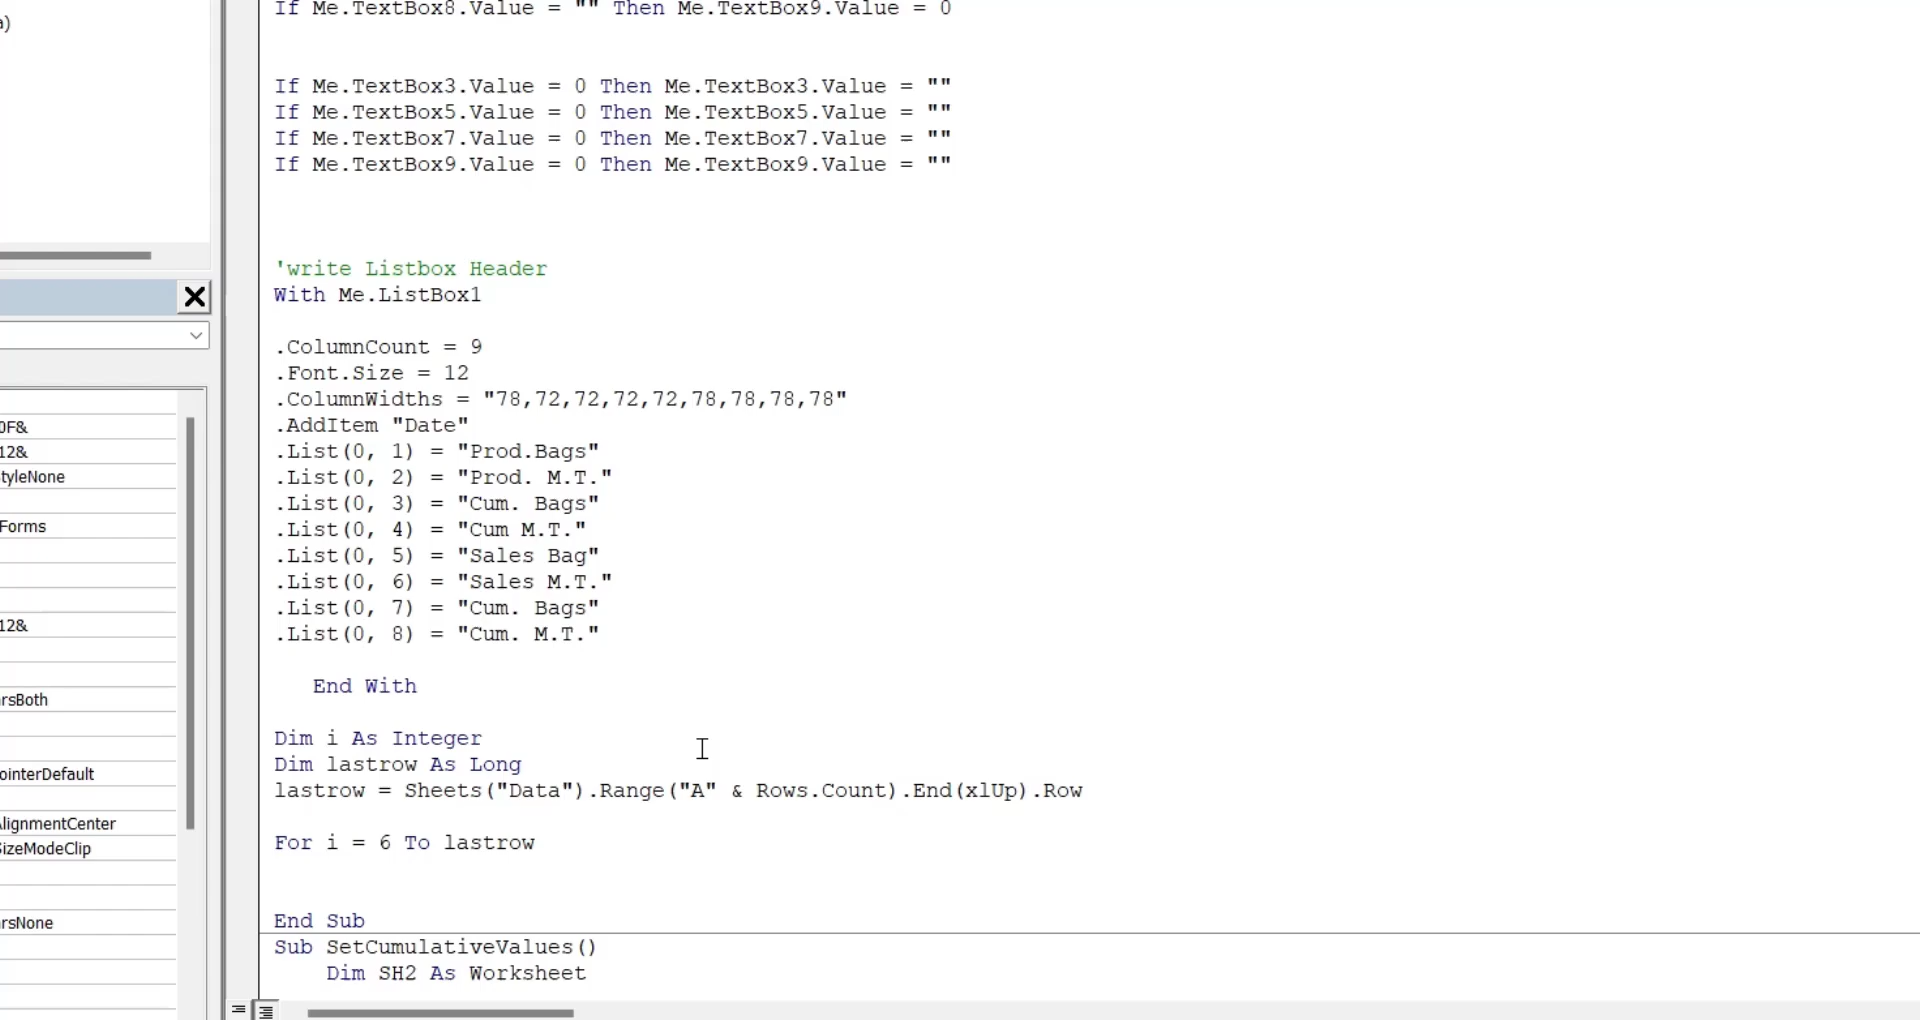 If Me.TextBox8.Value = "" Then Me.TextBox9.Value = 0
a)
If Me.TextBox3.Value = 0 Then Me.TextBox3.Value = ""
If Me.TextBox5.Value = 0 Then Me.TextBox5.Value = ""
If Me.TextBox7.Value = 0 Then Me.TextBox7.Value = ""
If Me.TextBox9.Value = 0 Then Me.TextBox9.Value = ""
'write Listbox Header
With Me.ListBox1
.ColumnCount = 9
.Font.Size = 12
.ColumnWidths = "78,72,72,72,72,78,78,78,78"
.AddItem "Date"
.List(0, 1) = "Prod.Bags"
.List(0, 2) = "Prod. M.T."
.List(0, 3) = "Cum. Bags"
.List(0, 4) = "Cum M.T."
.List(0, 5) = "Sales Bag"
.List(0, 6) = "Sales M.T."
.List(0, 7) = "Cum. Bags"
.List(0, 8) = "Cum. M.T."
End With
Dim i As Integer
Dim lastrow As Long
lastrow = Sheets("Data").Range("A" & Rows.Count).End(xlUp).Row
For i = 6 To lastrow
End Sub
Sub SetCumulativeValues()
Dim SH2 As Worksheet
0F&
12&
tyleNone
Forms
12&
rsBoth
ointerDefault
AlignmentCenter
SizeModeClip
rsNone